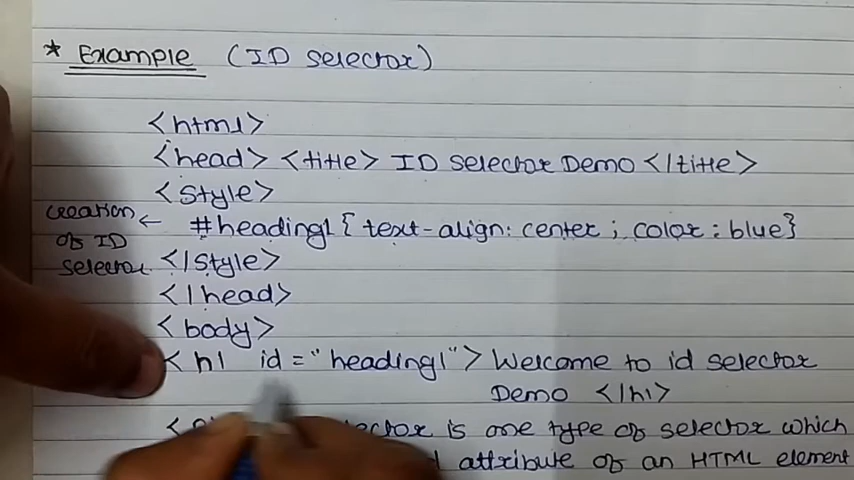 * Example (ID selector)
<html>
<head> <title> ID selector Demo </title>
<style>
creation of ID selector ← #heading1 { text-align: center ; color : blue}
</style>
</head>
<body>
<h1 id = "heading1"> Welcome to id selector
Demo </h1>
is one type of selector which
attribute of an HTML element